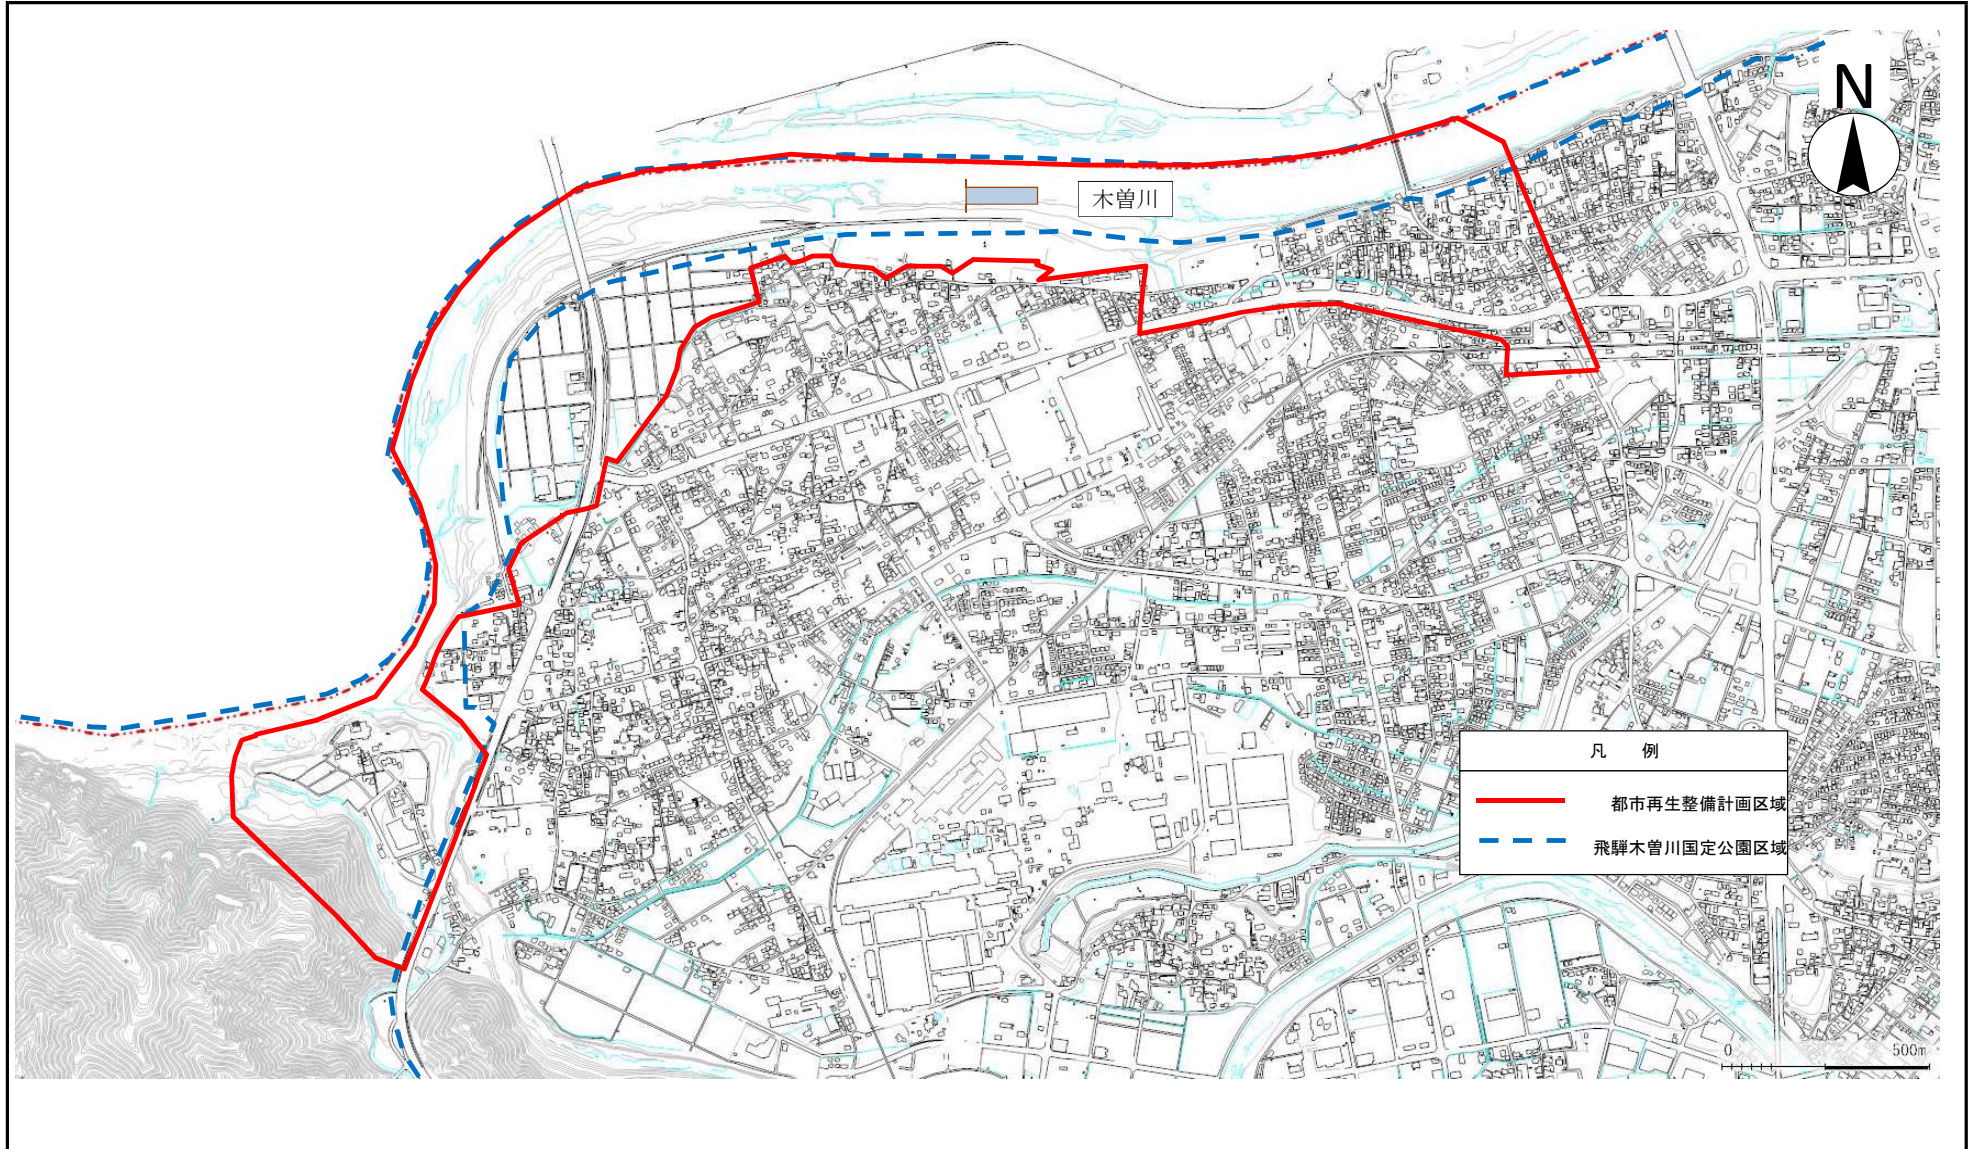 N
木曽川
凡 例
都市再生整備計画区域
飛騨木曽川国定公園区域
0 500m